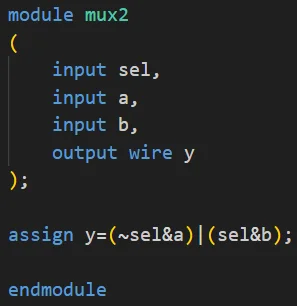 module mux2
(
    input sel,
    input a,
    input b,
    output wire y
);

assign y=(~sel&a)|(sel&b);

endmodule